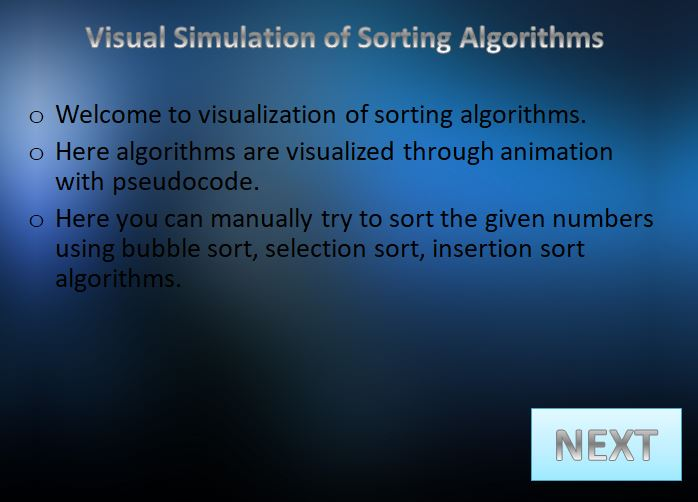 Visual Simulation of Sorting Algorithms
o Welcome to visualization of sorting algorithms.
o Here algorithms are visualized through animation
with pseudocode.
o Here you can manually try to sort the given numbers
using bubble sort, selection sort, insertion sort
algorithms.
NEXT